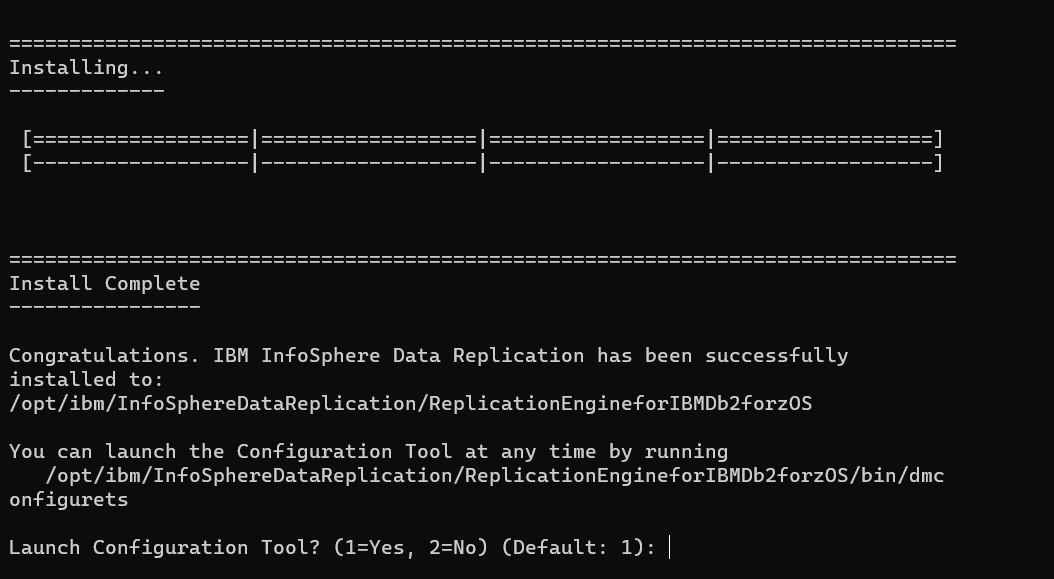 ===============================================================================
Installing...
-------------
[==================|==================|==================|==================]
[------------------|------------------|------------------|------------------]
===============================================================================
Install Complete
----------------
Congratulations. IBM InfoSphere Data Replication has been successfully
installed to:
/opt/ibm/InfoSphereDataReplication/ReplicationEngineforIBMDb2forzOS
You can launch the Configuration Tool at any time by running
/opt/ibm/InfoSphereDataReplication/ReplicationEngineforIBMDb2forzOS/bin/dmc
onfigurets
Launch Configuration Tool? (1=Yes, 2=No) (Default: 1):